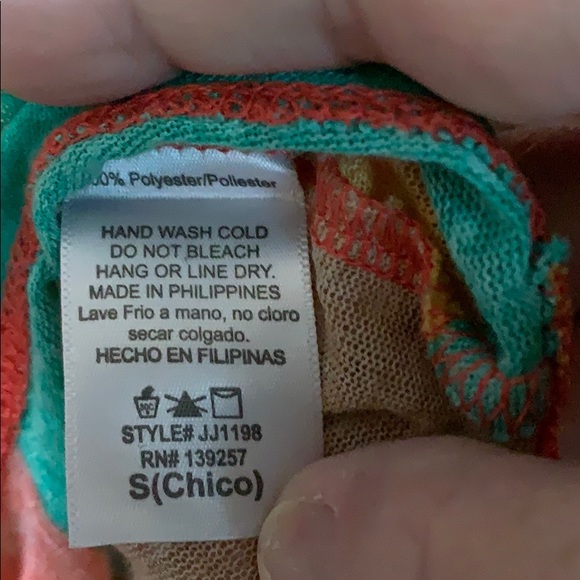 00% Polyester/Poliester
HAND WASH COLD
DO NOT BLEACH
HANG OR LINE DRY.
MADE IN PHILIPPINES
Lave Frio a mano, no cloro
secar colgado.
HECHO EN FILIPINAS
STYLE# JJ1198
RN# 139257
S(Chico)